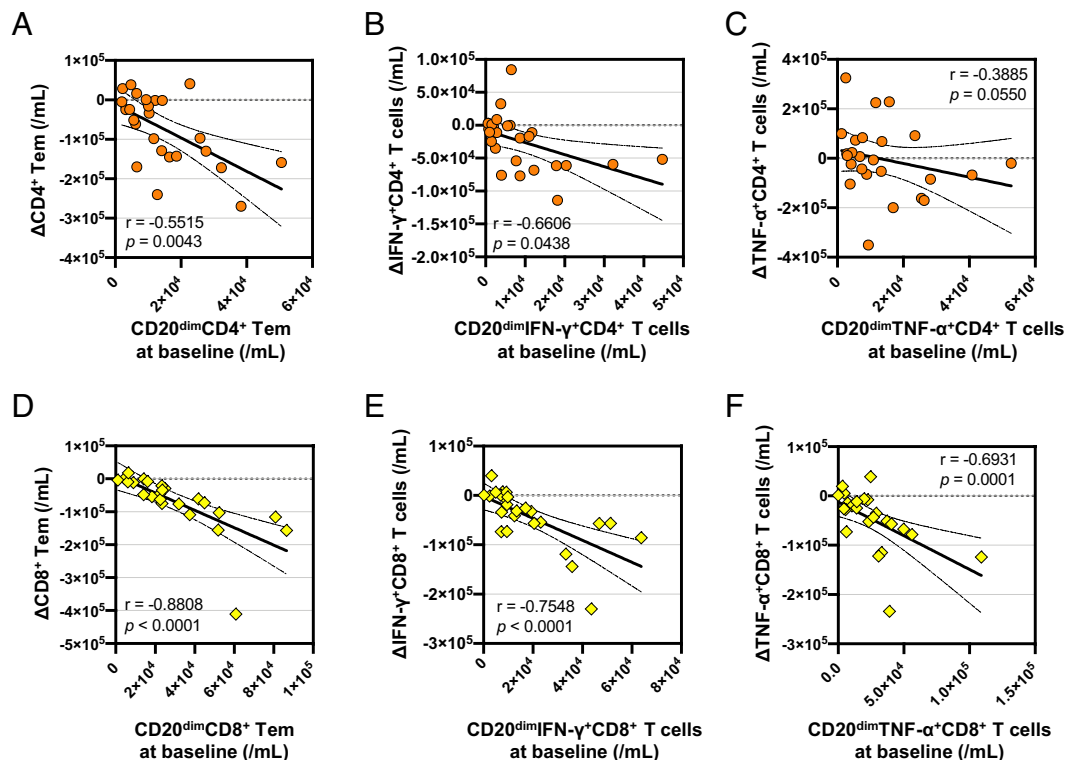 A
ΔCD4⁺ Tem (/mL)
1×10⁵
0
-1×10⁵
-2×10⁵
-3×10⁵
-4×10⁵
r = -0.5515
p = 0.0043
0
2×10⁴
4×10⁴
6×10⁴
CD20ᵈⁱᵐCD4⁺ Tem
at baseline (/mL)
B
ΔIFN-γ⁺CD4⁺ T cells (/mL)
1.0×10⁵
5.0×10⁴
0.0
-5.0×10⁴
-1.0×10⁵
-1.5×10⁵
-2.0×10⁵
r = -0.6606
p = 0.0438
0
1×10⁴
2×10⁴
3×10⁴
4×10⁴
5×10⁴
CD20ᵈⁱᵐIFN-γ⁺CD4⁺ T cells
at baseline (/mL)
C
ΔTNF-α⁺CD4⁺ T cells (/mL)
4×10⁵
2×10⁵
0
-2×10⁵
-4×10⁵
r = -0.3885
p = 0.0550
0
2×10⁴
4×10⁴
6×10⁴
CD20ᵈⁱᵐTNF-α⁺CD4⁺ T cells
at baseline (/mL)
D
ΔCD8⁺ Tem (/mL)
1×10⁵
0
-1×10⁵
-2×10⁵
-3×10⁵
-4×10⁵
-5×10⁵
r = -0.8808
p < 0.0001
0
2×10⁴
4×10⁴
6×10⁴
8×10⁴
1×10⁵
CD20ᵈⁱᵐCD8⁺ Tem
at baseline (/mL)
E
ΔIFN-γ⁺CD8⁺ T cells (/mL)
1×10⁵
0
-1×10⁵
-2×10⁵
-3×10⁵
r = -0.7548
p < 0.0001
0
2×10⁴
4×10⁴
6×10⁴
8×10⁴
CD20ᵈⁱᵐIFN-γ⁺CD8⁺ T cells
at baseline (/mL)
F
ΔTNF-α⁺CD8⁺ T cells (/mL)
1×10⁵
0
-1×10⁵
-2×10⁵
-3×10⁵
r = -0.6931
p = 0.0001
0.0
5.0×10⁴
1.0×10⁵
1.5×10⁵
CD20ᵈⁱᵐTNF-α⁺CD8⁺ T cells
at baseline (/mL)